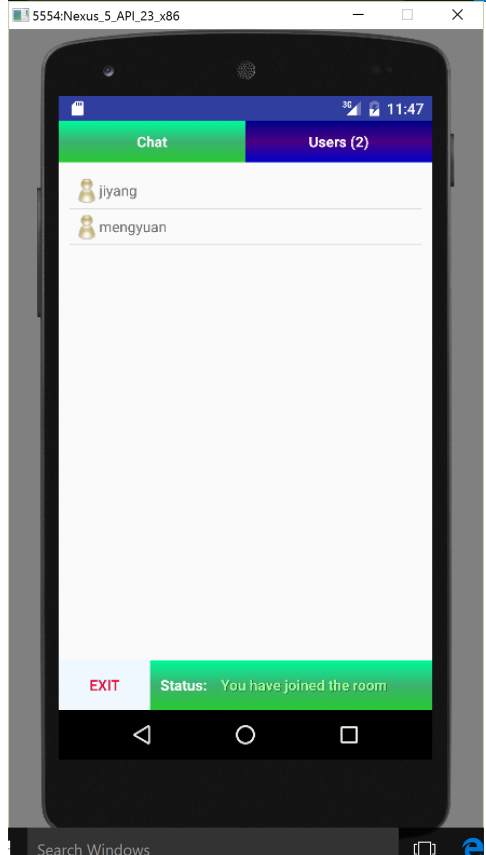 5554:Nexus_5_API_23_x86
3G 11:47
Chat Users (2)
jiyang
mengyuan
EXIT Status: You have joined the room
Search Windows